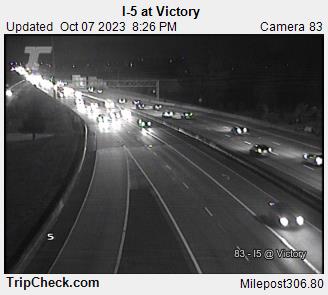 I-5 at Victory
Updated Oct 07 2023 8:26 PM Camera 83
S
83 - I5 @ Victory
TripCheck.com Milepost306.80